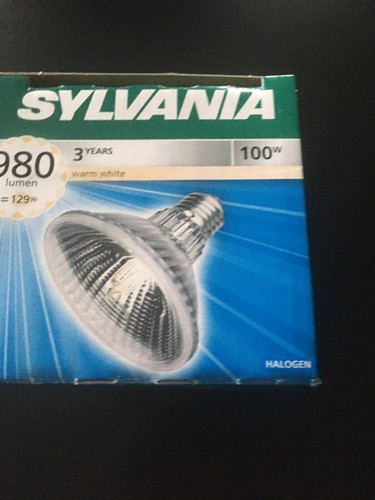 SYLVANIA
980
lumen
= 129W
3 YEARS
100W
warm white
HALOGEN